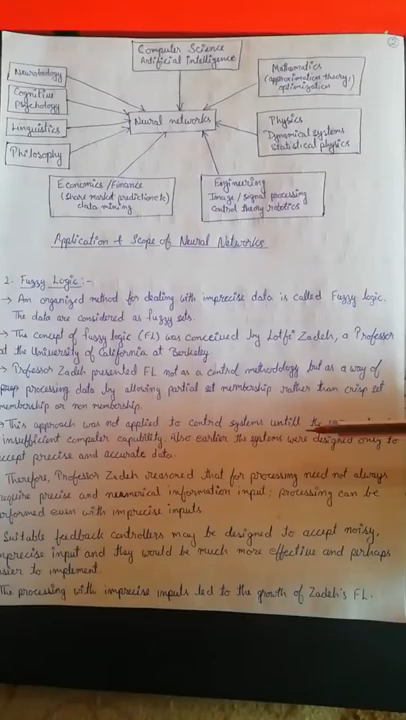 ②
Computer Science
Artificial intelligence
Neurobiology
Cognitive
Psychology
Linguistics
Philosophy
Neural networks
Mathematics
(approximation theory,
optimization)
Physics
Dynamical systems
Statistical physics
Economics/Finance
(Share market prediction
data mining
Engineering
Image/signal processing
control theory robotics
Application & Scope of Neural Networks
2. Fuzzy Logic:-
→ An organized method for dealing with imprecise data is called Fuzzy logic.
The data are considered as fuzzy sets.
→ The concept of fuzzy logic (FL) was conceived by Lotfi Zadeh, a Professor
at the University of California at Berkeley
→ Professor Zadeh presented FL not as a control methodology but as a way of
processing data by allowing partial set membership rather than crisp set
membership or non membership.
This approach was not applied to control systems untill
insufficient computer capability. Also earlier the systems were designed only to
accept precise and accurate data.
Therefore, Professor Zadeh reasoned that for processing need not always
require precise and numerical information input; processing can be
erformed even with imprecise inputs.
Suitable feedback controllers may be designed to accept noisy,
mprecise input and they would be much more effective and perhaps
asier to implement.
The processing with imprecise inputs led to the growth of Zadeh's FL.